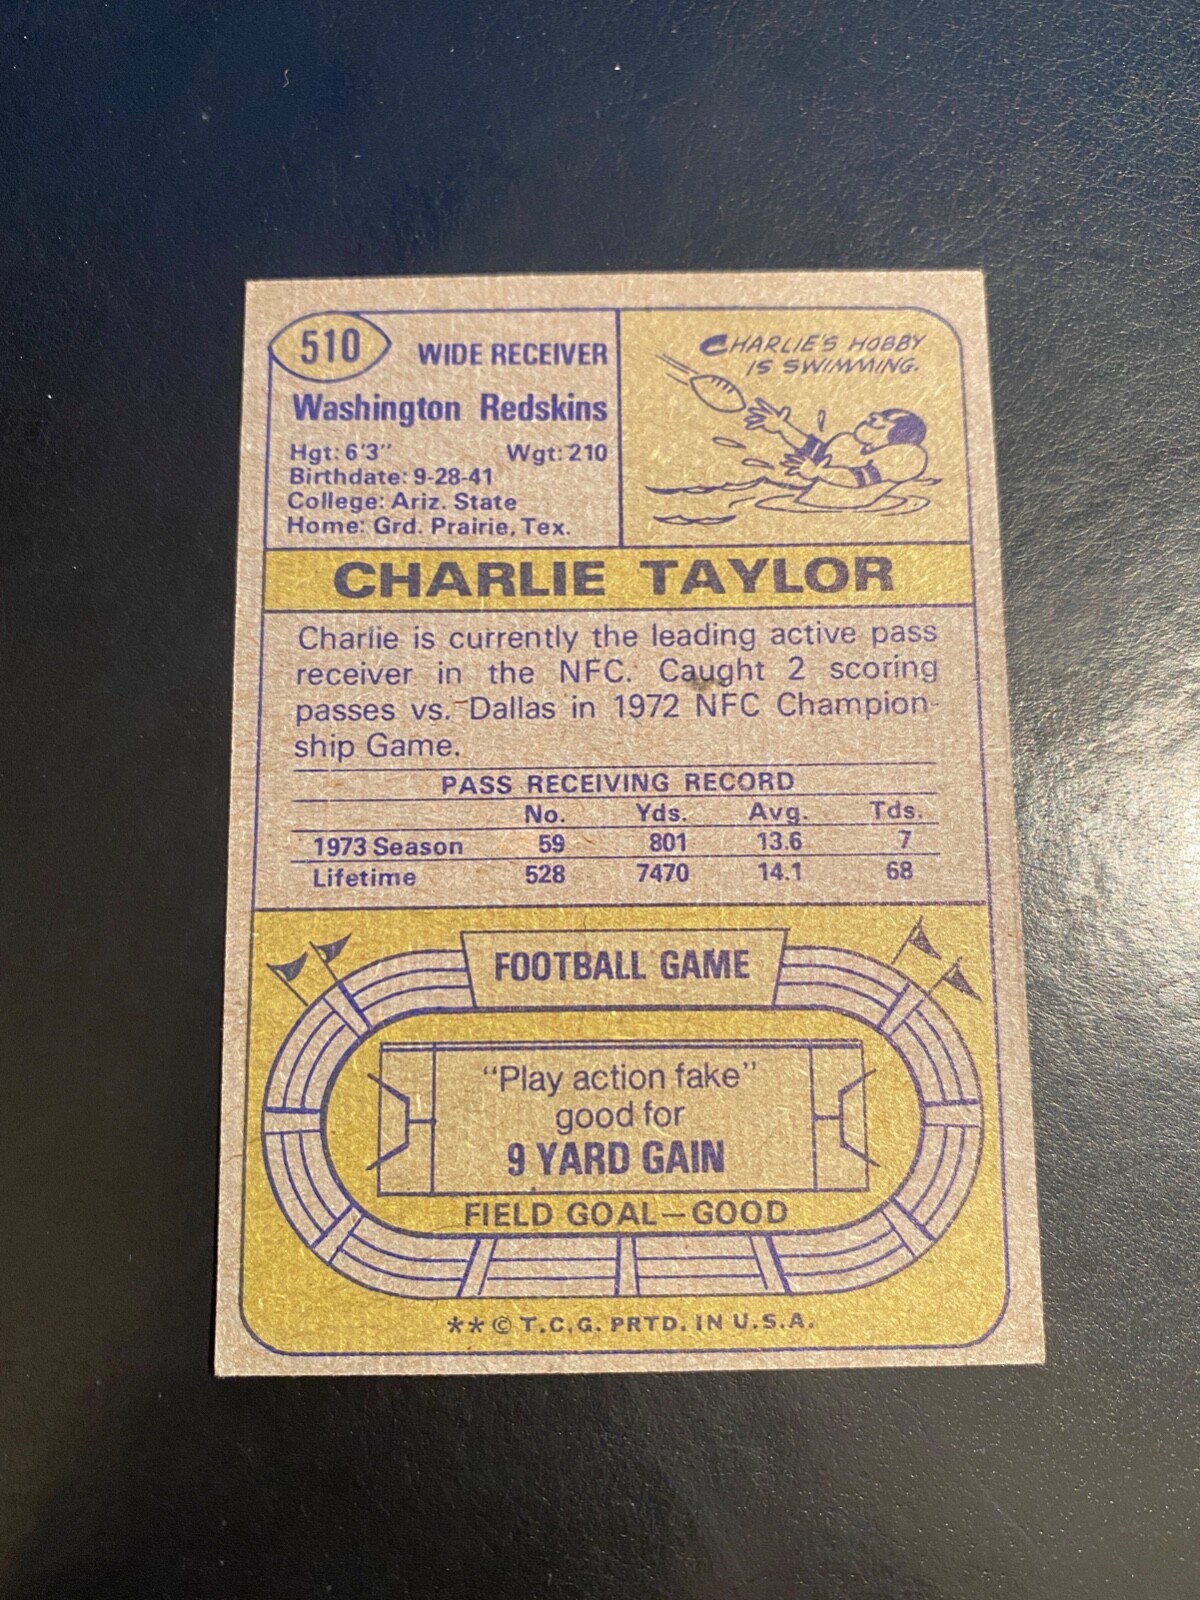 510
WIDE RECEIVER
Washington Redskins
Hgt: 6'3" Wgt: 210
Birthdate: 9-28-41
College: Ariz. State
Home: Grd. Prairie, Tex.
CHARLIE'S HOBBY
IS SWIMMING.
CHARLIE TAYLOR
Charlie is currently the leading active pass
receiver in the NFC. Caught 2 scoring
passes vs. Dallas in 1972 NFC Champion-
ship Game.
PASS RECEIVING RECORD
No. Yds. Avg. Tds.
1973 Season 59 801 13.6 7
Lifetime 528 7470 14.1 68
FOOTBALL GAME
"Play action fake"
good for
9 YARD GAIN
FIELD GOAL—GOOD
** © T.C.G. PRTD. IN U.S.A.